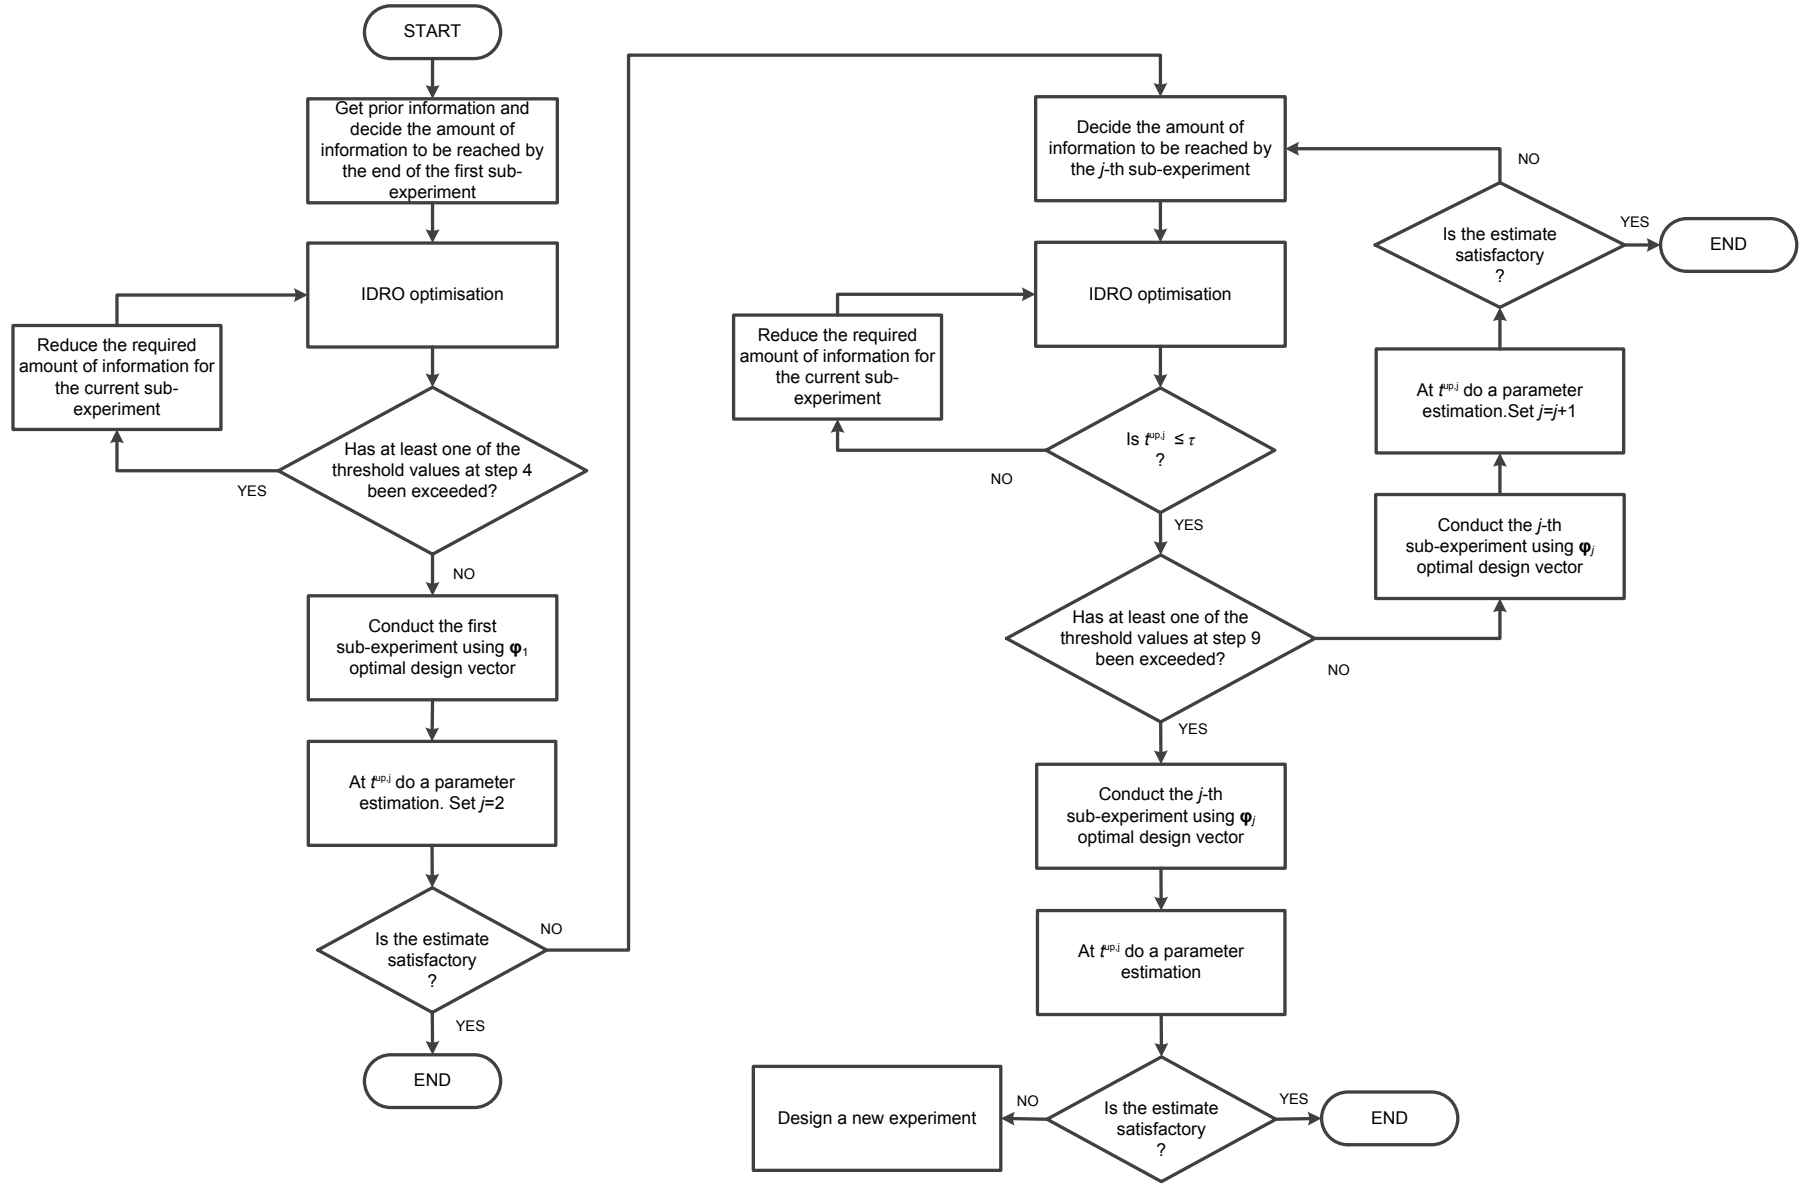 START
Get prior information and
decide the amount of
information to be reached by
the end of the first sub-
experiment
IDRO optimisation
Reduce the required
amount of information for
the current sub-
experiment
Has at least one of the
threshold values at step 4
been exceeded?
YES
NO
Conduct the first
sub-experiment using φ1
optimal design vector
At tup,j do a parameter
estimation. Set j=2
Is the estimate
satisfactory
?
NO
YES
END
Decide the amount of
information to be reached by
the j-th sub-experiment
IDRO optimisation
Reduce the required
amount of information for
the current sub-
experiment
Is tup,j ≤ τ
?
NO
YES
Has at least one of the
threshold values at step 9
been exceeded?
NO
YES
Conduct the j-th
sub-experiment using φj
optimal design vector
At tup,j do a parameter
estimation
Is the estimate
satisfactory
?
NO
YES
Design a new experiment
END
Conduct the j-th
sub-experiment using φj
optimal design vector
At tup,j do a parameter
estimation.Set j=j+1
Is the estimate
satisfactory
?
NO
YES
END